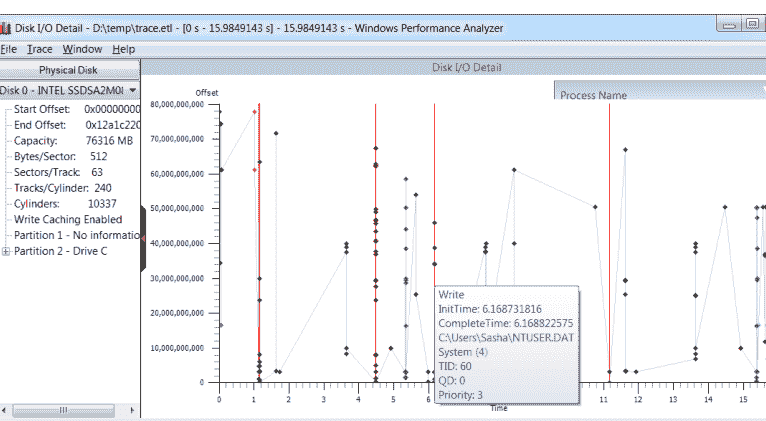 Disk I/O Detail - D:\temp\trace.etl - [0 s - 15.9849143 s] - 15.9849143 s - Windows Performance Analyzer
File Trace Window Help
Physical Disk
Disk I/O Detail
Disk 0 - INTEL SSDSA2M0
Start Offset: 0x00000000
End Offset: 0x12a1c220
Capacity: 76316 MB
Bytes/Sector: 512
Sectors/Track: 63
Tracks/Cylinder: 240
Cylinders: 10337
Write Caching Enabled
Partition 1 - No informatio
Partition 2 - Drive C
Offset
Process Name
80,000,000,000
70,000,000,000
60,000,000,000
50,000,000,000
40,000,000,000
30,000,000,000
20,000,000,000
10,000,000,000
0
Write
InitTime: 6.168731816
CompleteTime: 6.168822575
C:\Users\Sasha\NTUSER.DAT
System (4)
TID: 60
QD: 0
Priority: 3
0 1 2 3 4 5 6 11 12 13 14 15
Time